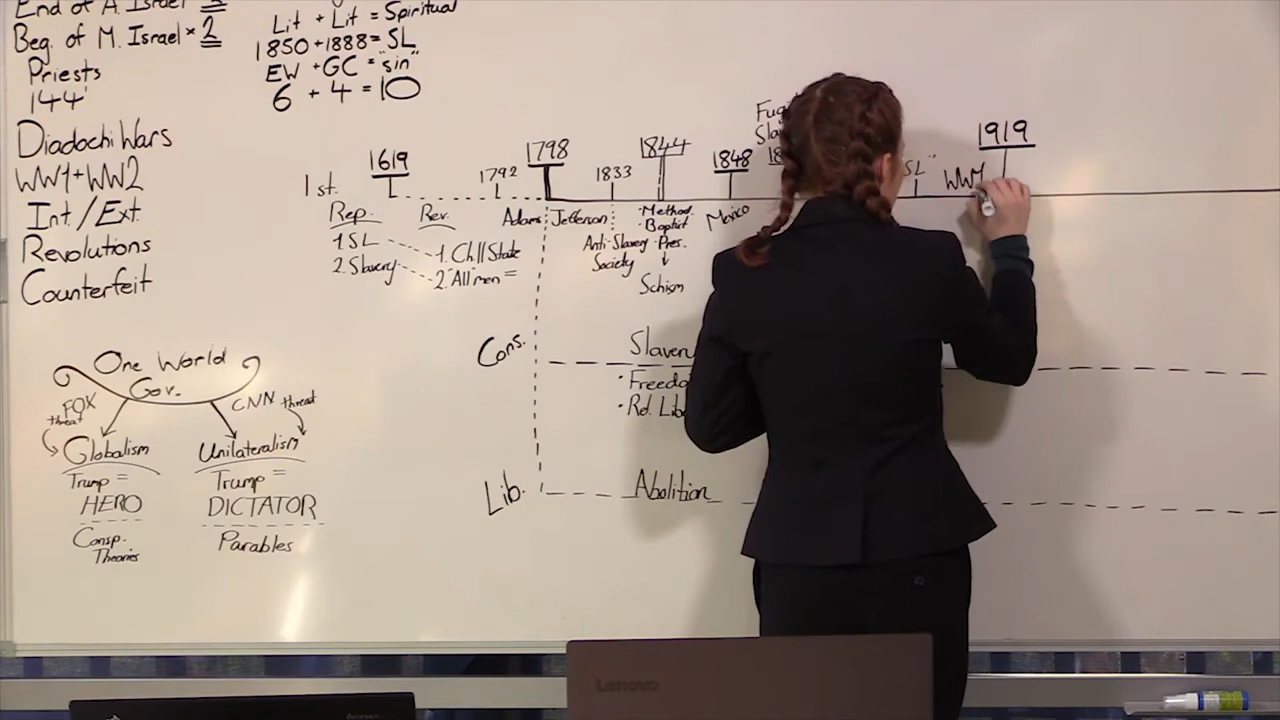 End of A. Israel
Beg. of M. Israel * 2
Priests
144'
Diadochi Wars
WW1+WW2
Int./Ext.
Revolutions
Counterfeit
Lit + Lit = Spiritual
1850+1888= SL
EW + GC = "sin"
6 + 4 = 10
One World
Gov.
FOX
threat
CNN threat
Globalism
Trump =
HERO
Consp.
Theories
Unilateralism
Trump =
DICTATOR
Parables
1st.
1619
1792
1798
1833
1844
1848
SL"
WW1
1919
Rep.
1. SL
2. Slavery
Rev.
1. Ch.||State
2. "All men =
Adams
Jefferson
Anti-Slavery
Society
· Method.
· Baptist
· Pres.
Schism
Mexico
Cons.
· Rel.
Lib.
Abolition
Lenovo